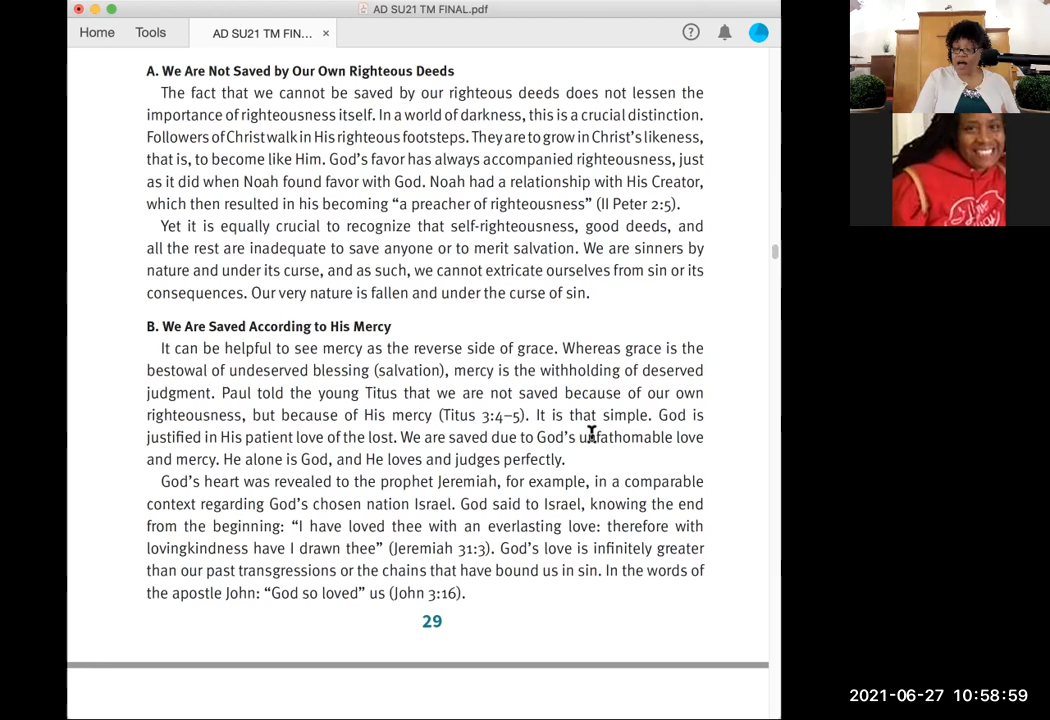 AD SU21 TM FINAL.pdf
Home Tools AD SU21 TM FIN... ×
A. We Are Not Saved by Our Own Righteous Deeds
The fact that we cannot be saved by our righteous deeds does not lessen the
importance of righteousness itself. In a world of darkness, this is a crucial distinction.
Followers of Christ walk in His righteous footsteps. They are to grow in Christ's likeness,
that is, to become like Him. God's favor has always accompanied righteousness, just
as it did when Noah found favor with God. Noah had a relationship with His Creator,
which then resulted in his becoming “a preacher of righteousness” (II Peter 2:5).
Yet it is equally crucial to recognize that self-righteousness, good deeds, and
all the rest are inadequate to save anyone or to merit salvation. We are sinners by
nature and under its curse, and as such, we cannot extricate ourselves from sin or its
consequences. Our very nature is fallen and under the curse of sin.
B. We Are Saved According to His Mercy
It can be helpful to see mercy as the reverse side of grace. Whereas grace is the
bestowal of undeserved blessing (salvation), mercy is the withholding of deserved
judgment. Paul told the young Titus that we are not saved because of our own
righteousness, but because of His mercy (Titus 3:4–5). It is that simple. God is
justified in His patient love of the lost. We are saved due to God's unfathomable love
and mercy. He alone is God, and He loves and judges perfectly.
God's heart was revealed to the prophet Jeremiah, for example, in a comparable
context regarding God's chosen nation Israel. God said to Israel, knowing the end
from the beginning: “I have loved thee with an everlasting love: therefore with
lovingkindness have I drawn thee” (Jeremiah 31:3). God's love is infinitely greater
than our past transgressions or the chains that have bound us in sin. In the words of
the apostle John: “God so loved” us (John 3:16).
29
2021-06-27 10:58:59